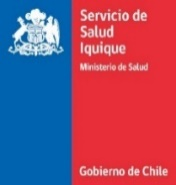 Servicio de
Salud
Iquique
Ministerio de Salud
Gobierno de Chile